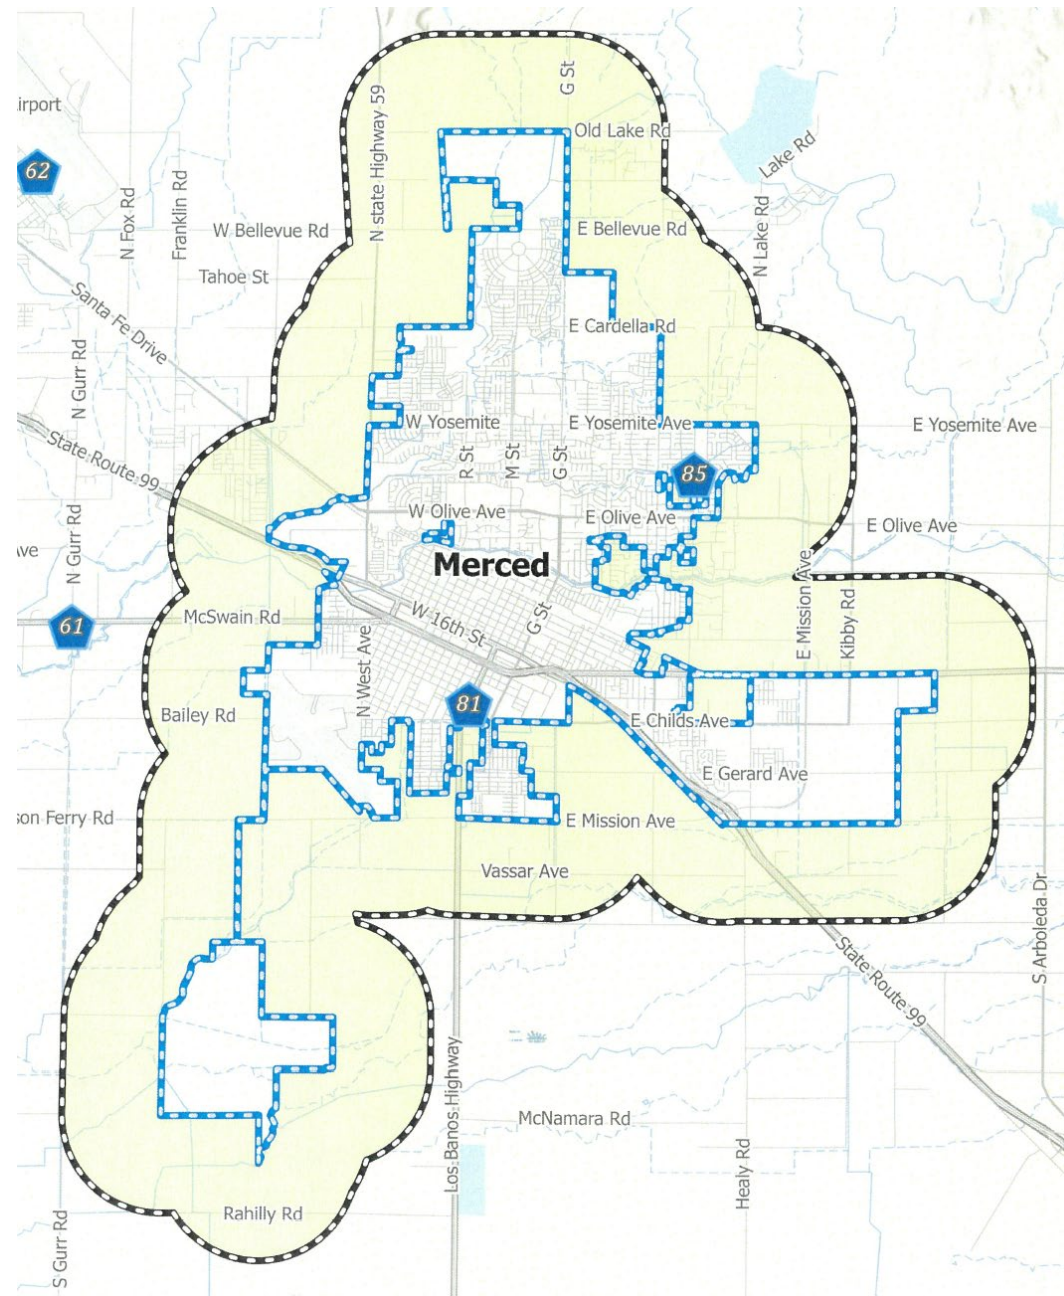 G St
N state Highway 59
irport
Old Lake Rd
Lake Rd
62
N Fox Rd
Franklin Rd
W Bellevue Rd
E Bellevue Rd
N Lake Rd
Tahoe St
Santa Fe Drive
E Cardella Rd
N Gurr Rd
W Yosemite
E Yosemite Ave
E Yosemite Ave
State Route 99
R St
M St
G St
85
W Olive Ave
E Olive Ave
E Olive Ave
N Gurr Rd
ve
Merced
E Mission Ave
Kibby Rd
McSwain Rd
W 16th St
G St
61
N West Ave
81
Bailey Rd
E Childs Ave
E Gerard Ave
son Ferry Rd
E Mission Ave
Vassar Ave
S Arboleda Dr
State Route 99
Los Banos Highway
McNamara Rd
Healy Rd
Rahilly Rd
S Gurr Rd